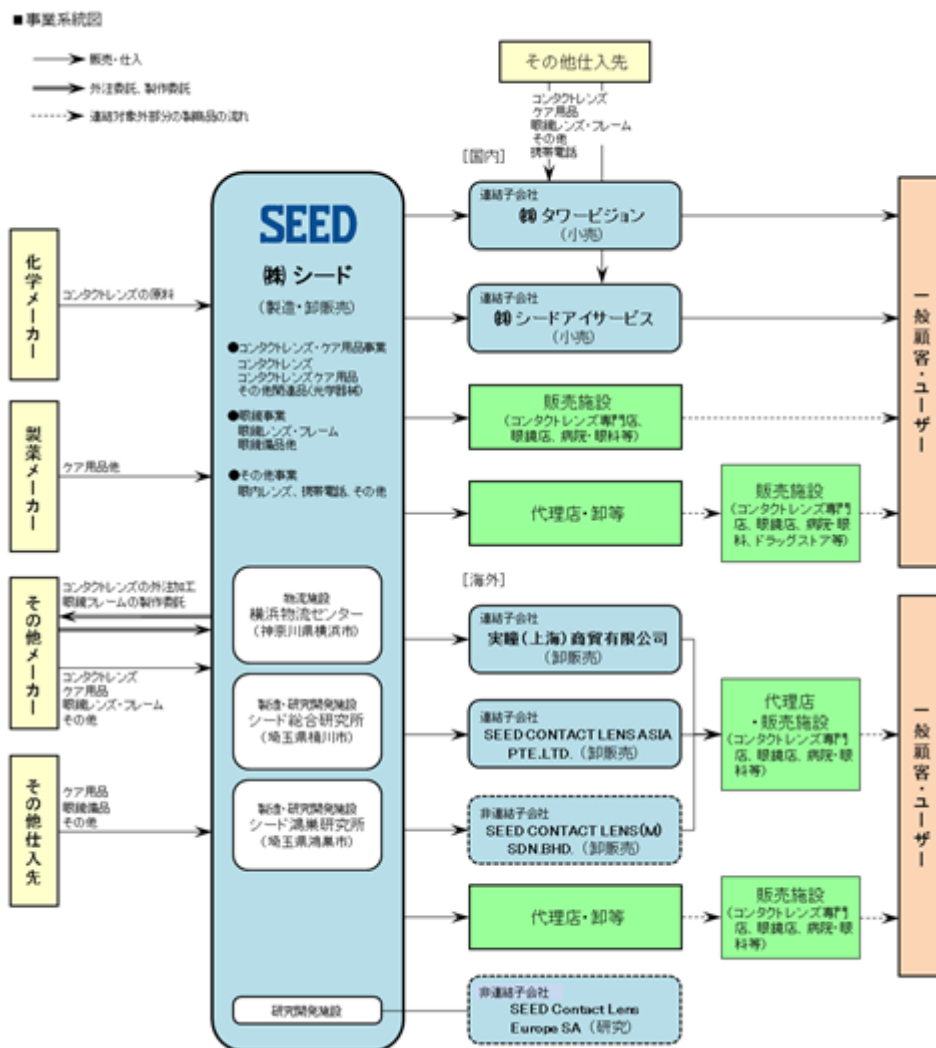 ■事業系統図
販売・仕入
外注委託、製作委託
連結対象外部分の製商品の流れ
その他仕入先
コンタクトレンズ
ケア用品
眼鏡レンズ・フレーム
その他
携帯電話
[国内]
連結子会社
㈱タワービジョン
(小売)
連結子会社
㈱シードアイサービス
(小売)
販売施設
(コンタクトレンズ専門店、
眼鏡店、病院・眼科等)
代理店・卸等
販売施設
(コンタクトレンズ専門
店、眼鏡店、病院・眼
科、ドラッグストア等)
一般顧客・ユーザー
SEED
㈱シード
(製造・卸販売)
●コンタクトレンズ・ケア用品事業
コンタクトレンズ
コンタクトレンズケア用品
その他関連品(光学器械)
●眼鏡事業
眼鏡レンズ・フレーム
眼鏡備品他
●その他事業
眼内レンズ、携帯電話、その他
物流施設
横浜物流センター
(神奈川県横浜市)
製造・研究開発施設
シード総合研究所
(埼玉県桶川市)
製造・研究開発施設
シード鴻巣研究所
(埼玉県鴻巣市)
研究開発施設
化学メーカー
コンタクトレンズの原料
製薬メーカー
ケア用品他
その他メーカー
コンタクトレンズの外注加工
眼鏡フレームの製作委託
コンタクトレンズ
ケア用品
眼鏡レンズ・フレーム
その他
その他仕入先
ケア用品
眼鏡備品
その他
[海外]
連結子会社
実瞳(上海)商貿有限公司
(卸販売)
連結子会社
SEED CONTACT LENS ASIA
PTE.LTD. (卸販売)
非連結子会社
SEED CONTACT LENS(M)
SDN.BHD. (卸販売)
代理店
・販売施設
(コンタクトレンズ専門
店、眼鏡店、病院・眼
科等)
代理店・卸等
販売施設
(コンタクトレンズ専門
店、眼鏡店、病院・眼
科等)
一般顧客・ユーザー
非連結子会社
SEED Contact Lens
Europe SA (研究)